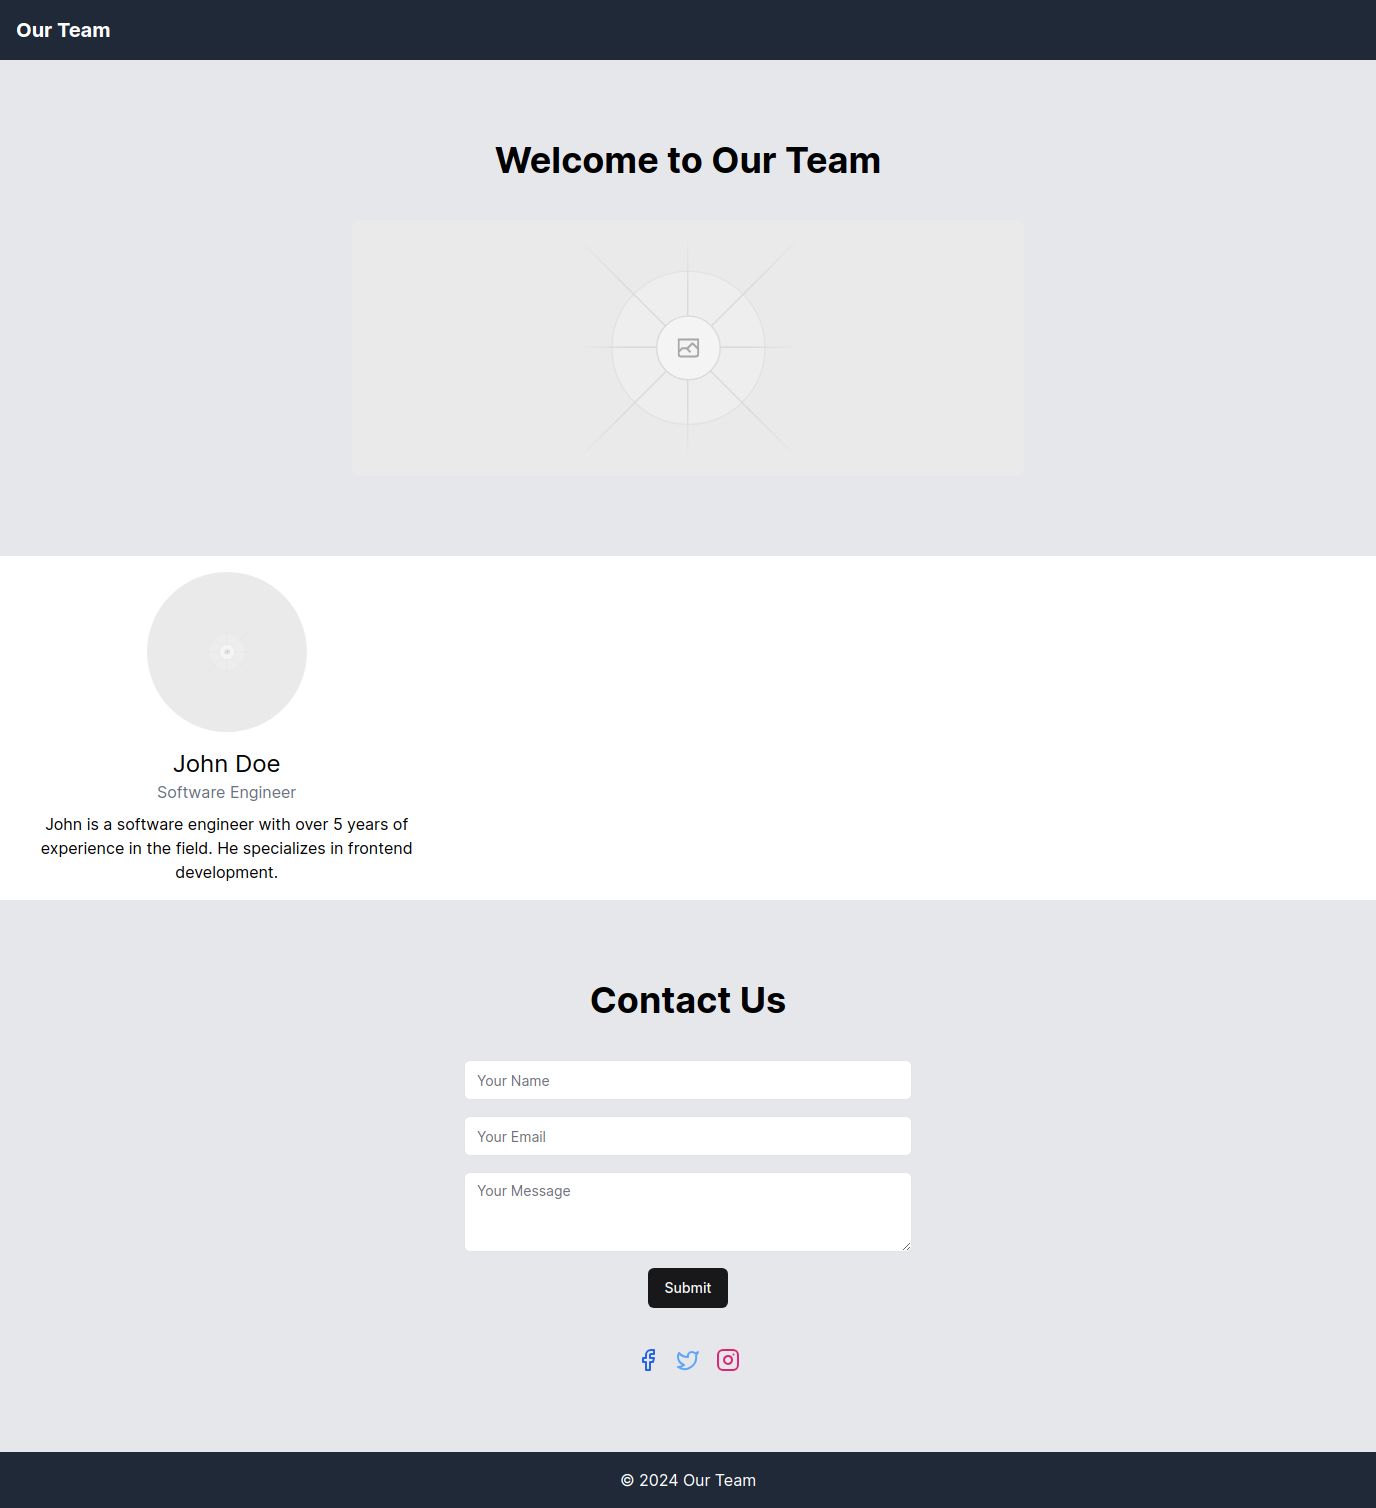 Our Team
Welcome to Our Team
John Doe
Software Engineer
John is a software engineer with over 5 years of
experience in the field. He specializes in frontend
development.
Contact Us
Your Name
Your Email
Your Message
Submit
© 2024 Our Team